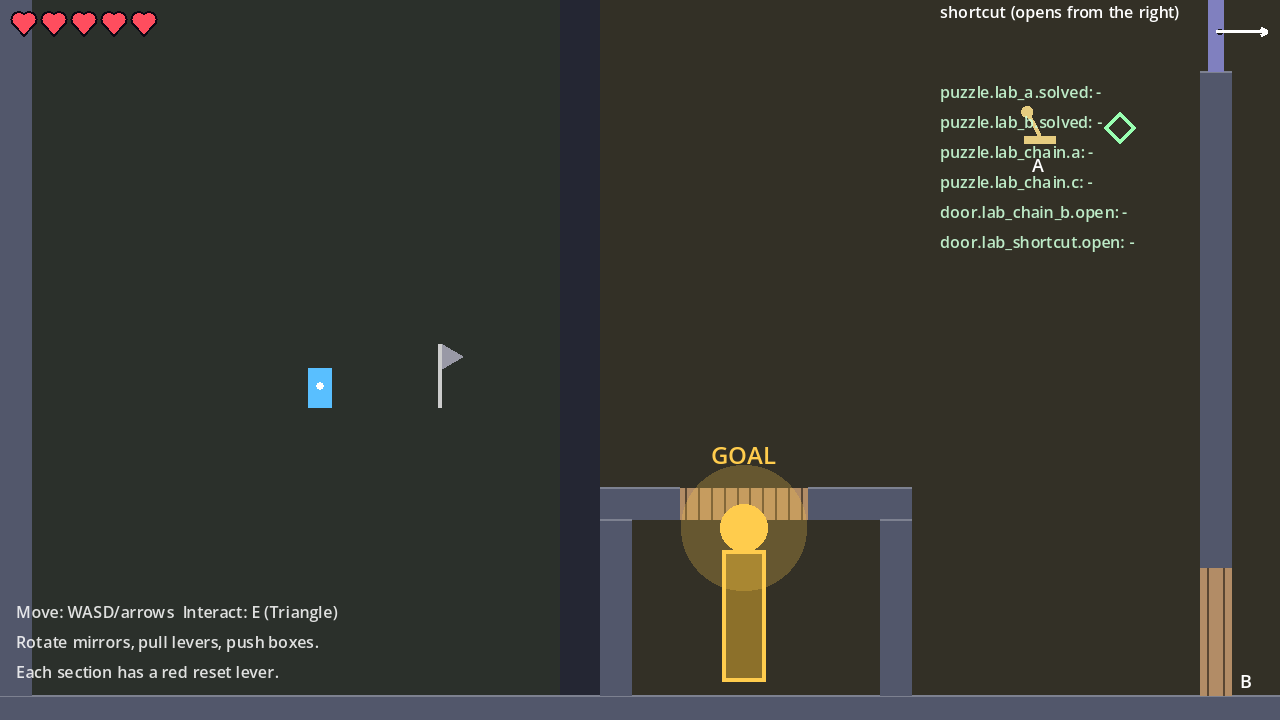 shortcut (opens from the right)
puzzle.lab_a.solved: -
puzzle.lab_b.solved: -
puzzle.lab_chain.a: -
A
puzzle.lab_chain.c: -
door.lab_chain_b.open: -
door.lab_shortcut.open: -
GOAL
Move: WASD/arrows  Interact: E (Triangle)
Rotate mirrors, pull levers, push boxes.
Each section has a red reset lever.
B